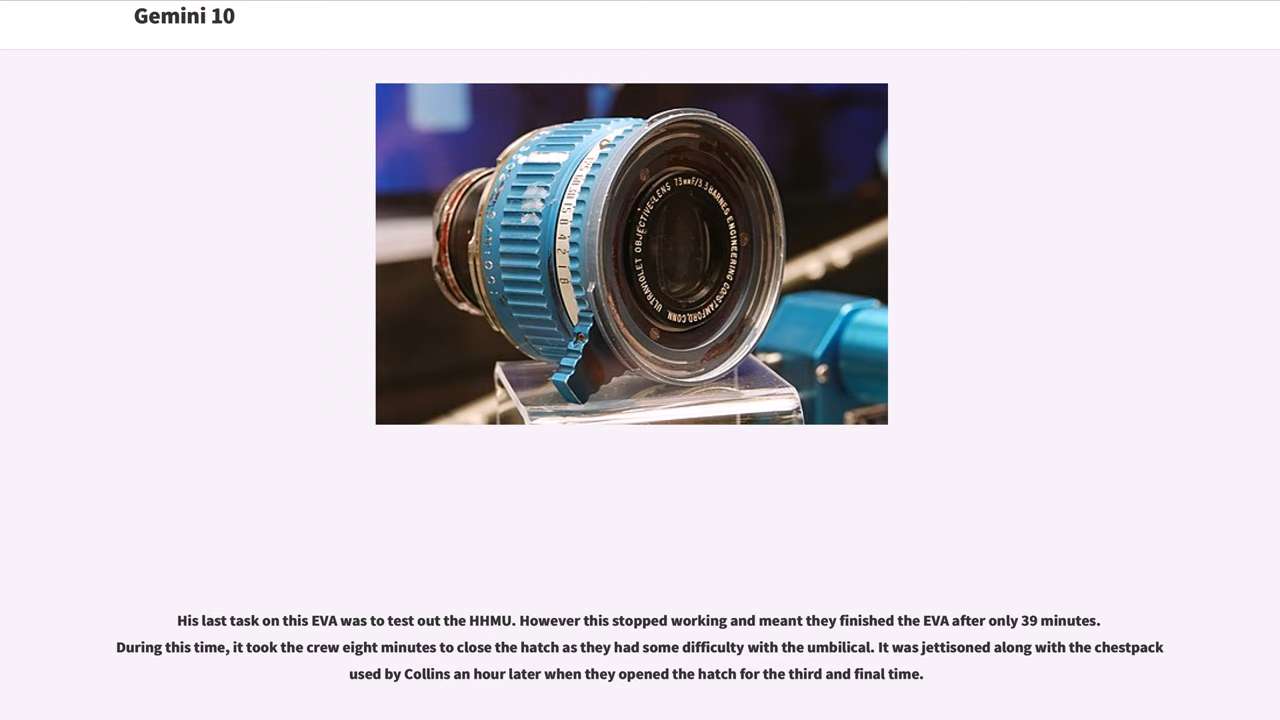 Gemini 10
ULTRAVIOLET OBJECTIVE-LENS 73mm F/3.3 BARNES ENGINEERING CO. STAMFORD, CONN.
His last task on this EVA was to test out the HHMU. However this stopped working and meant they finished the EVA after only 39 minutes.
During this time, it took the crew eight minutes to close the hatch as they had some difficulty with the umbilical. It was jettisoned along with the chestpack
used by Collins an hour later when they opened the hatch for the third and final time.